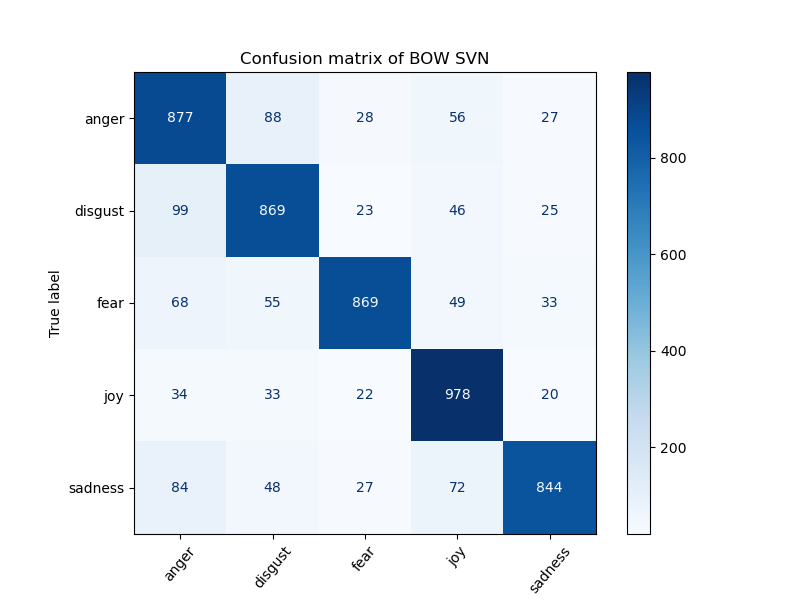 Confusion matrix of BOW SVN
anger 877 88 28 56 27
disgust 99 869 23 46 25
fear 68 55 869 49 33
joy 34 33 22 978 20
sadness 84 48 27 72 844
anger disgust fear joy sadness
True label
800
600
400
200